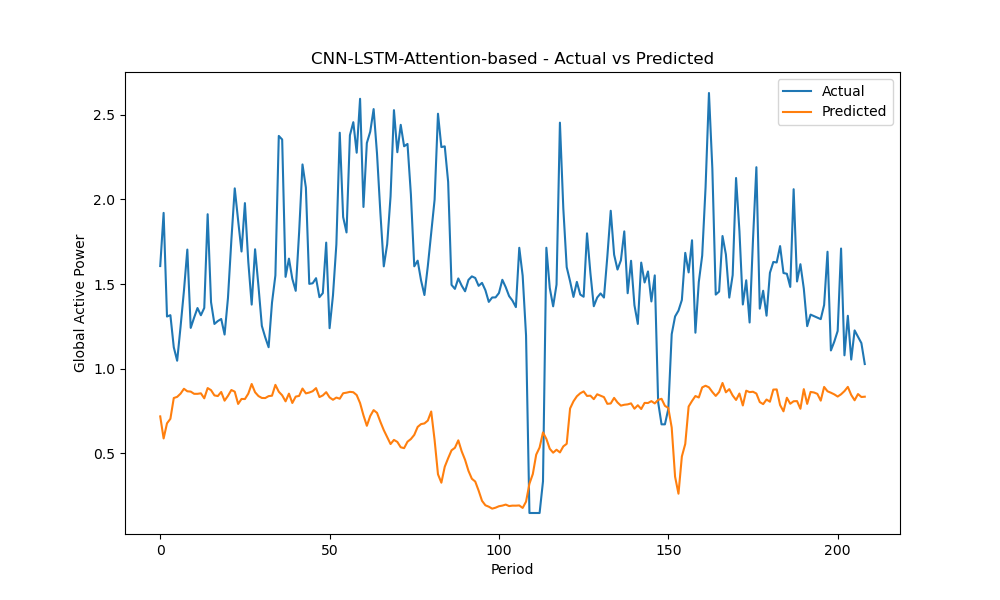 CNN-LSTM-Attention-based - Actual vs Predicted
Actual
Predicted
Global Active Power
2.5
2.0
1.5
1.0
0.5
0
50
100
150
200
Period